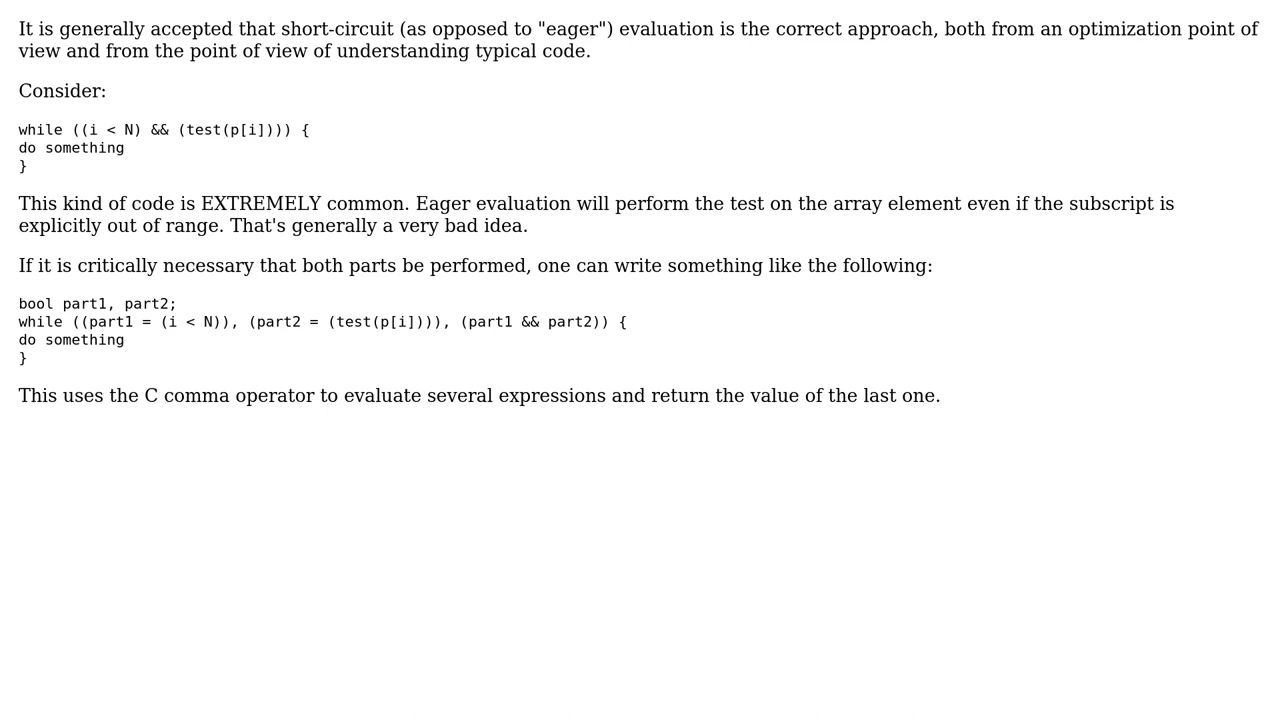 It is generally accepted that short-circuit (as opposed to "eager") evaluation is the correct approach, both from an optimization point of
view and from the point of view of understanding typical code.
Consider:
while ((i < N) && (test(p[i]))) {
do something
}
This kind of code is EXTREMELY common. Eager evaluation will perform the test on the array element even if the subscript is
explicitly out of range. That's generally a very bad idea.
If it is critically necessary that both parts be performed, one can write something like the following:
bool part1, part2;
while ((part1 = (i < N)), (part2 = (test(p[i]))), (part1 && part2)) {
do something
}
This uses the C comma operator to evaluate several expressions and return the value of the last one.